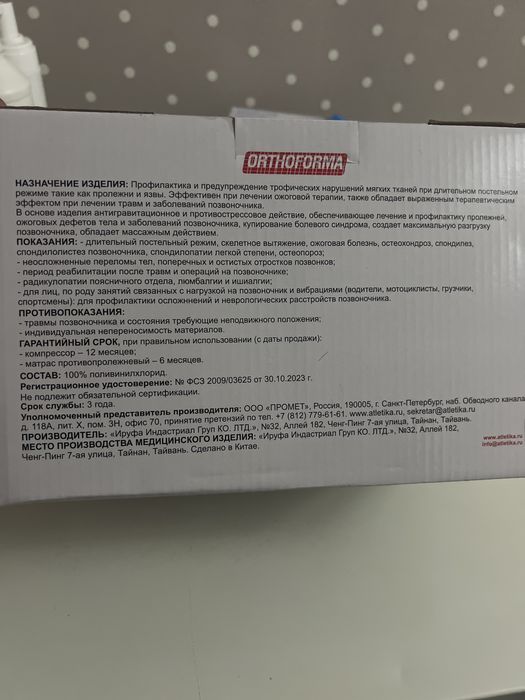 ORTHOFORMA
НАЗНАЧЕНИЕ ИЗДЕЛИЯ: Профилактика и предупреждение трофических нарушений мягких тканей при длительном постельном
режиме такие как пролежни и язвы. Эффективен при лечении ожоговой терапии, также обладает выраженным терапевтическим
эффектом при лечении травм и заболеваний позвоночника.
В основе изделия антигравитационное и противострессовое действие, обеспечивающее лечение и профилактику пролежней,
ожоговых дефетов тела и заболеваний позвоночника, купирование болевого синдрома, создает максимальную разгрузку
позвоночника, обладает массажным действием.
ПОКАЗАНИЯ: - длительный постельный режим, скелетное вытяжение, ожоговая болезнь, остеохондроз, спондилез,
спондилолистез позвоночника, спондилопатии легкой степени, остеопороз;
- неосложненные переломы тел, поперечных и остистых отростков позвонков;
- период реабилитации после травм и операций на позвоночнике;
- радикулопатии поясничного отдела, люмбалгии и ишиалгии;
- для лиц, по роду занятий связанных с нагрузкой на позвоночник и вибрациями (водители, мотоциклисты, грузчики,
спортсмены): для профилактики осложннений и неврологических расстройств позвоночника.
ПРОТИВОПОКАЗАНИЯ:
- травмы позвоночника и состояния требующие неподвижного положения;
- индивидуальная непереносимость материалов.
ГАРАНТИЙНЫЙ СРОК, при правильном использовании (с даты продажи):
- компрессор – 12 месяцев;
- матрас противопролежневый – 6 месяцев.
СОСТАВ: 100% поливинилхлорид.
Регистрационное удостоверение: № ФСЗ 2009/03625 от 30.10.2023 г.
Не подлежит обязательной сертификации.
Срок службы: 3 года.
Уполномоченный представитель производителя: ООО «ПРОМЕТ», Россия, 190005, г. Санкт-Петербург, наб. Обводного канала
д. 118А, лит. Х, пом. 3Н, офис 70, принятие претензий по тел. +7 (812) 779-61-61. www.atletika.ru, sekretar@atletika.ru
ПРОИЗВОДИТЕЛЬ: «Ируфа Индастриал Груп КО. ЛТД.», №32, Аллей 182, Ченг-Пинг 7-ая улица, Тайнан, Тайвань.
МЕСТО ПРОИЗВОДСТВА МЕДИЦИНСКОГО ИЗДЕЛИЯ: «Ируфа Индастриал Груп КО. ЛТД.», №32, Аллей 182,
Ченг-Пинг 7-ая улица, Тайнан, Тайвань. Сделано в Китае.
www.atletika.ru
info@atletika.ru